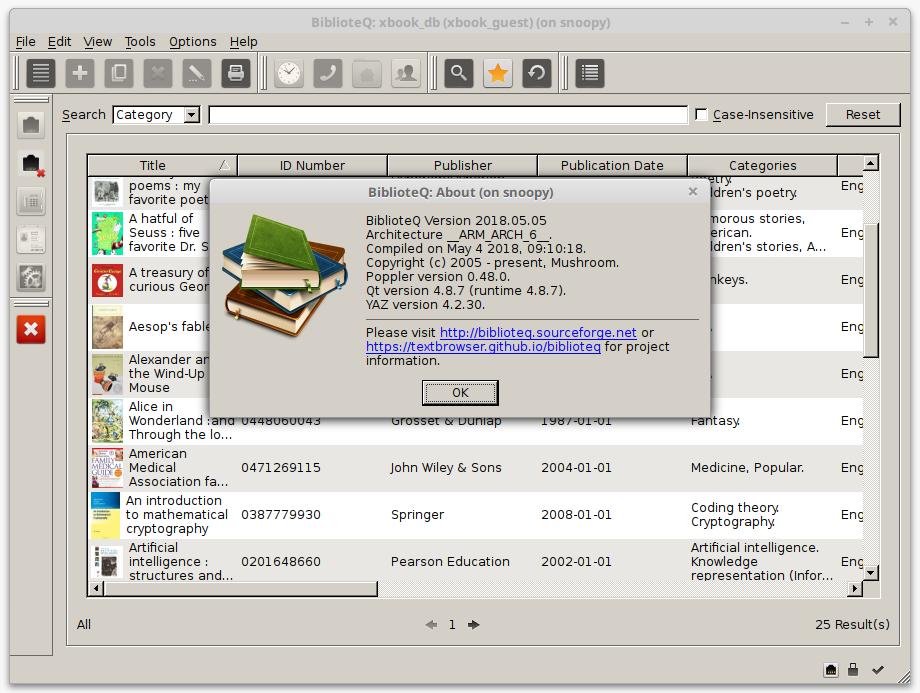 BiblioteQ: xbook_db (xbook_guest) (on snoopy)
File Edit View Tools Options Help
Search Category Case-Insensitive Reset
Title ID Number Publisher Publication Date Categories
poems : my
favorite poet
children's poetry.
Eng
A hatful of
Seuss : five
favorite Dr. S
American.
children's stories, A...
Eng
A treasury of
curious Geor
Eng
Aesop's fable
Eng
Alexander an
the Wind-Up
Mouse
Eng
Alice in
Wonderland :and
Through the lo...
0448060043
Grosset & Dunlap
1987-01-01
Fantasy.
Eng
American
Medical
Association fa...
0471269115
John Wiley & Sons
2004-01-01
Medicine, Popular.
Eng
An introduction
to mathematical
cryptography
0387779930
Springer
2008-01-01
Coding theory.
Cryptography.
Eng
Artificial
intelligence :
structures and...
0201648660
Pearson Education
2002-01-01
Artificial intelligence.
Knowledge
representation (Infor...
Eng
BiblioteQ: About (on snoopy)
BiblioteQ Version 2018.05.05
Architecture __ARM_ARCH_6__.
Compiled on May 4 2018, 09:10:18.
Copyright (c) 2005 - present, Mushroom.
Poppler version 0.48.0.
Qt version 4.8.7 (runtime 4.8.7).
YAZ version 4.2.30.
Please visit http://biblioteq.sourceforge.net or
https://textbrowser.github.io/biblioteq for project
information.
OK
All 1 25 Result(s)